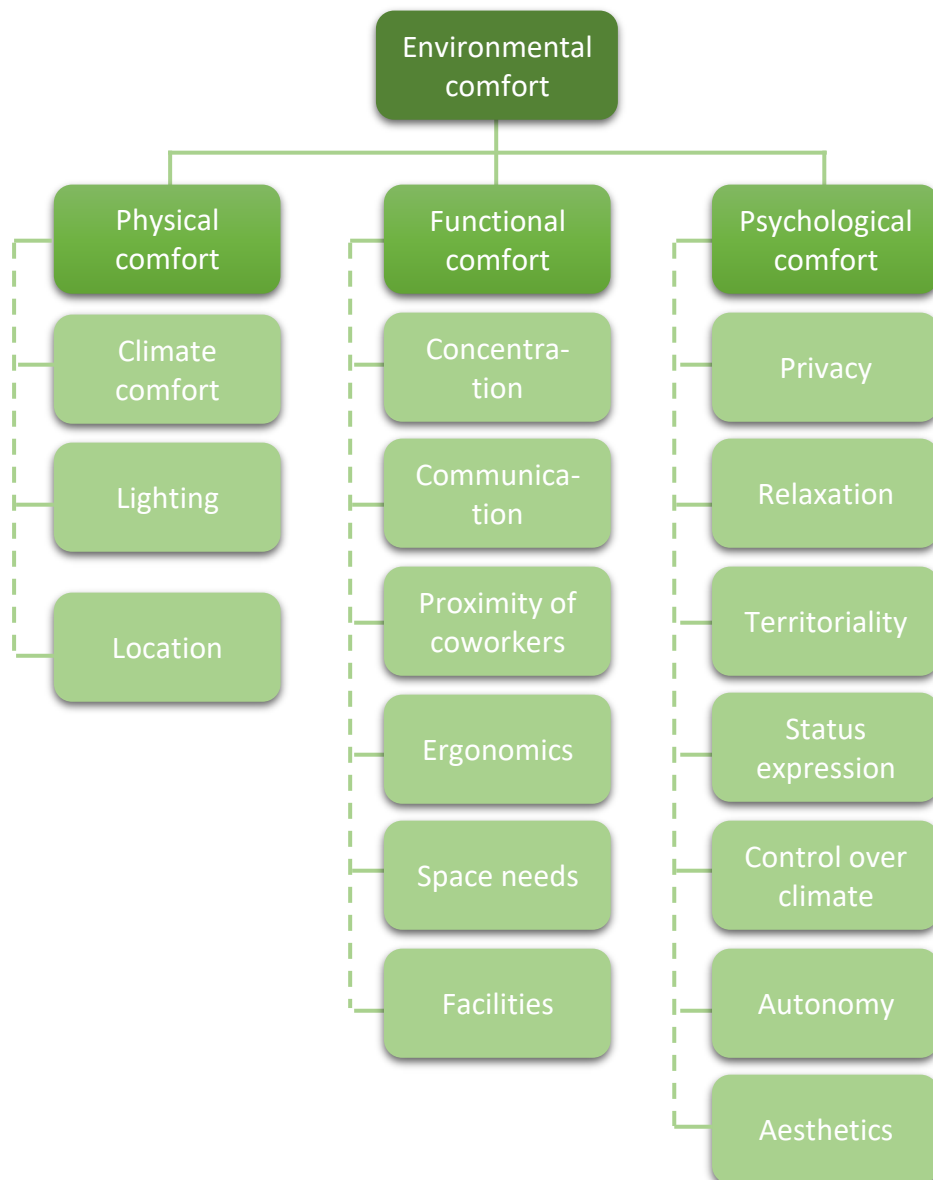 Environmental
comfort
Physical
comfort
Climate
comfort
Lighting
Location
Functional
comfort
Concentra-
tion
Communica-
tion
Proximity of
coworkers
Ergonomics
Space needs
Facilities
Psychological
comfort
Privacy
Relaxation
Territoriality
Status
expression
Control over
climate
Autonomy
Aesthetics